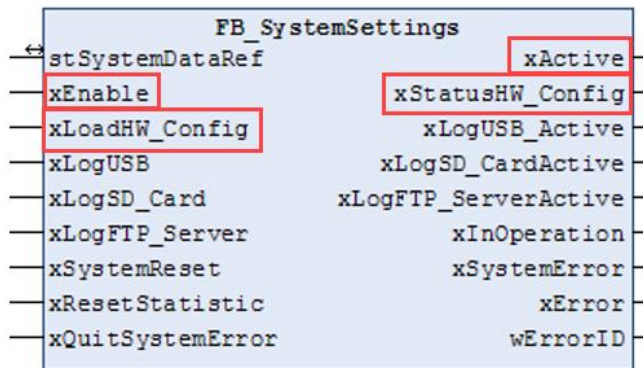 FB_SystemSettings
stSystemDataRef xActive
xEnable xStatusHW_Config
xLoadHW_Config xLogUSB_Active
xLogUSB xLogSD_CardActive
xLogSD_Card xLogFTP_ServerActive
xLogFTP_Server xInOperation
xSystemReset xSystemError
xResetStatistic xError
xQuitSystemError wErrorID